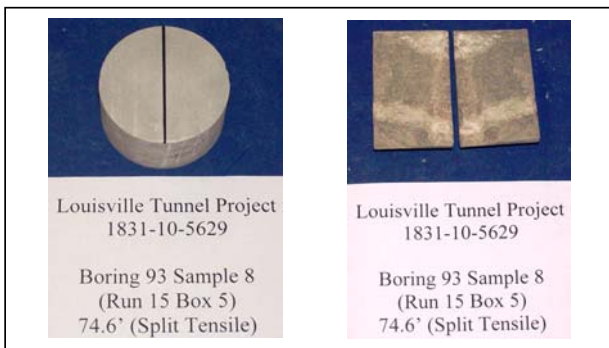 Louisville Tunnel Project
1831-10-5629
Boring 93 Sample 8
(Run 15 Box 5)
74.6' (Split Tensile)
Louisville Tunnel Project
1831-10-5629
Boring 93 Sample 8
(Run 15 Box 5)
74.6' (Split Tensile)